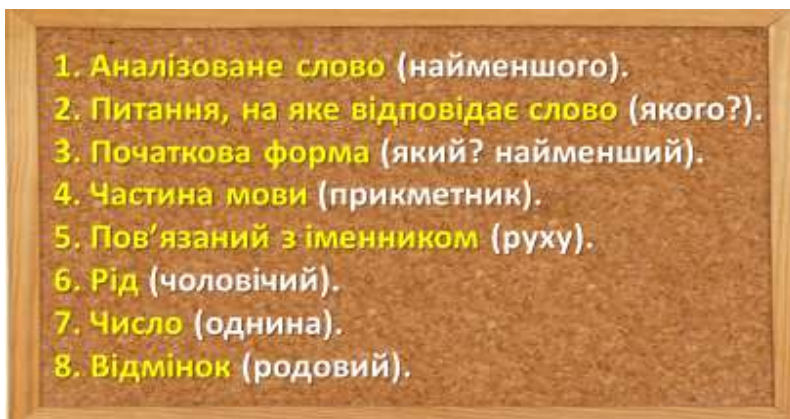 1. Аналізоване слово (найменшого).
2. Питання, на яке відповідає слово (якого?).
3. Початкова форма (який? найменший).
4. Частина мови (прикметник).
5. Пов’язаний з іменником (руху).
6. Рід (чоловічий).
7. Число (однина).
8. Відмінок (родовий).